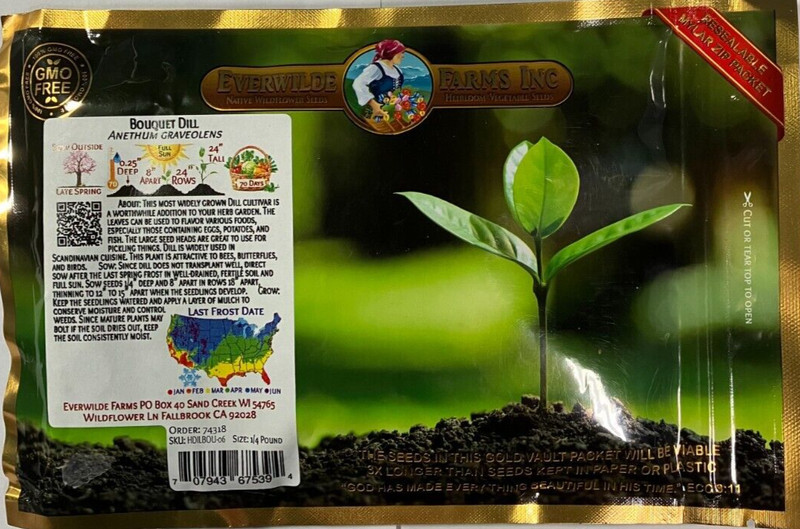 GMO
FREE
EVERWILDE FARMS INC
NATIVE WILDFLOWER SEEDS HEIRLOOM VEGETABLE SEEDS
RESEALABLE
MYLAR ZIP PACKET
BOUQUET DILL
ANETHUM GRAVEOLENS
SOW OUTSIDE
LATE SPRING
70
0.25"
DEEP
FULL
SUN
8"
APART
24"
ROWS
24"
TALL
70 DAYS
ABOUT: THIS MOST WIDELY GROWN DILL CULTIVAR IS
A WORTHWHILE ADDITION TO YOUR HERB GARDEN. THE
LEAVES CAN BE USED TO FLAVOR VARIOUS FOODS,
ESPECIALLY THOSE CONTAINING EGGS, POTATOES, AND
FISH. THE LARGE SEED HEADS ARE GREAT TO USE FOR
PICKLING THINGS. DILL IS WIDELY USED IN
SCANDINAVIAN CUISINE. THIS PLANT IS ATTRACTIVE TO BEES, BUTTERFLIES,
AND BIRDS. SOW: SINCE DILL DOES NOT TRANSPLANT WELL, DIRECT
SOW AFTER THE LAST SPRING FROST IN WELL-DRAINED, FERTILE SOIL AND
FULL SUN. SOW SEEDS 1/4" DEEP AND 8" APART IN ROWS 18" APART,
THINNING TO 12" TO 15" APART WHEN THE SEEDLINGS DEVELOP. GROW:
KEEP THE SEEDLINGS WATERED AND APPLY A LAYER OF MULCH TO
CONSERVE MOISTURE AND CONTROL
WEEDS. SINCE MATURE PLANTS MAY
BOLT IF THE SOIL DRIES OUT, KEEP
THE SOIL CONSISTENTLY MOIST.
LAST FROST DATE
JAN FEB MAR APR MAY JUN
EVERWILDE FARMS PO BOX 40 SAND CREEK WI 54765
WILDFLOWER LN FALLBROOK CA 92028
ORDER: 74318
SKU: HDILBOU-06 SIZE: 1/4 POUND
7 07943 67539 4
CUT OR TEAR TOP TO OPEN
THE SEEDS IN THIS GOLD VAULT PACKET WILL BE VIABLE
3X LONGER THAN SEEDS KEPT IN PAPER OR PLASTIC
"GOD HAS MADE EVERYTHING BEAUTIFUL IN HIS TIME." ECC 3:11